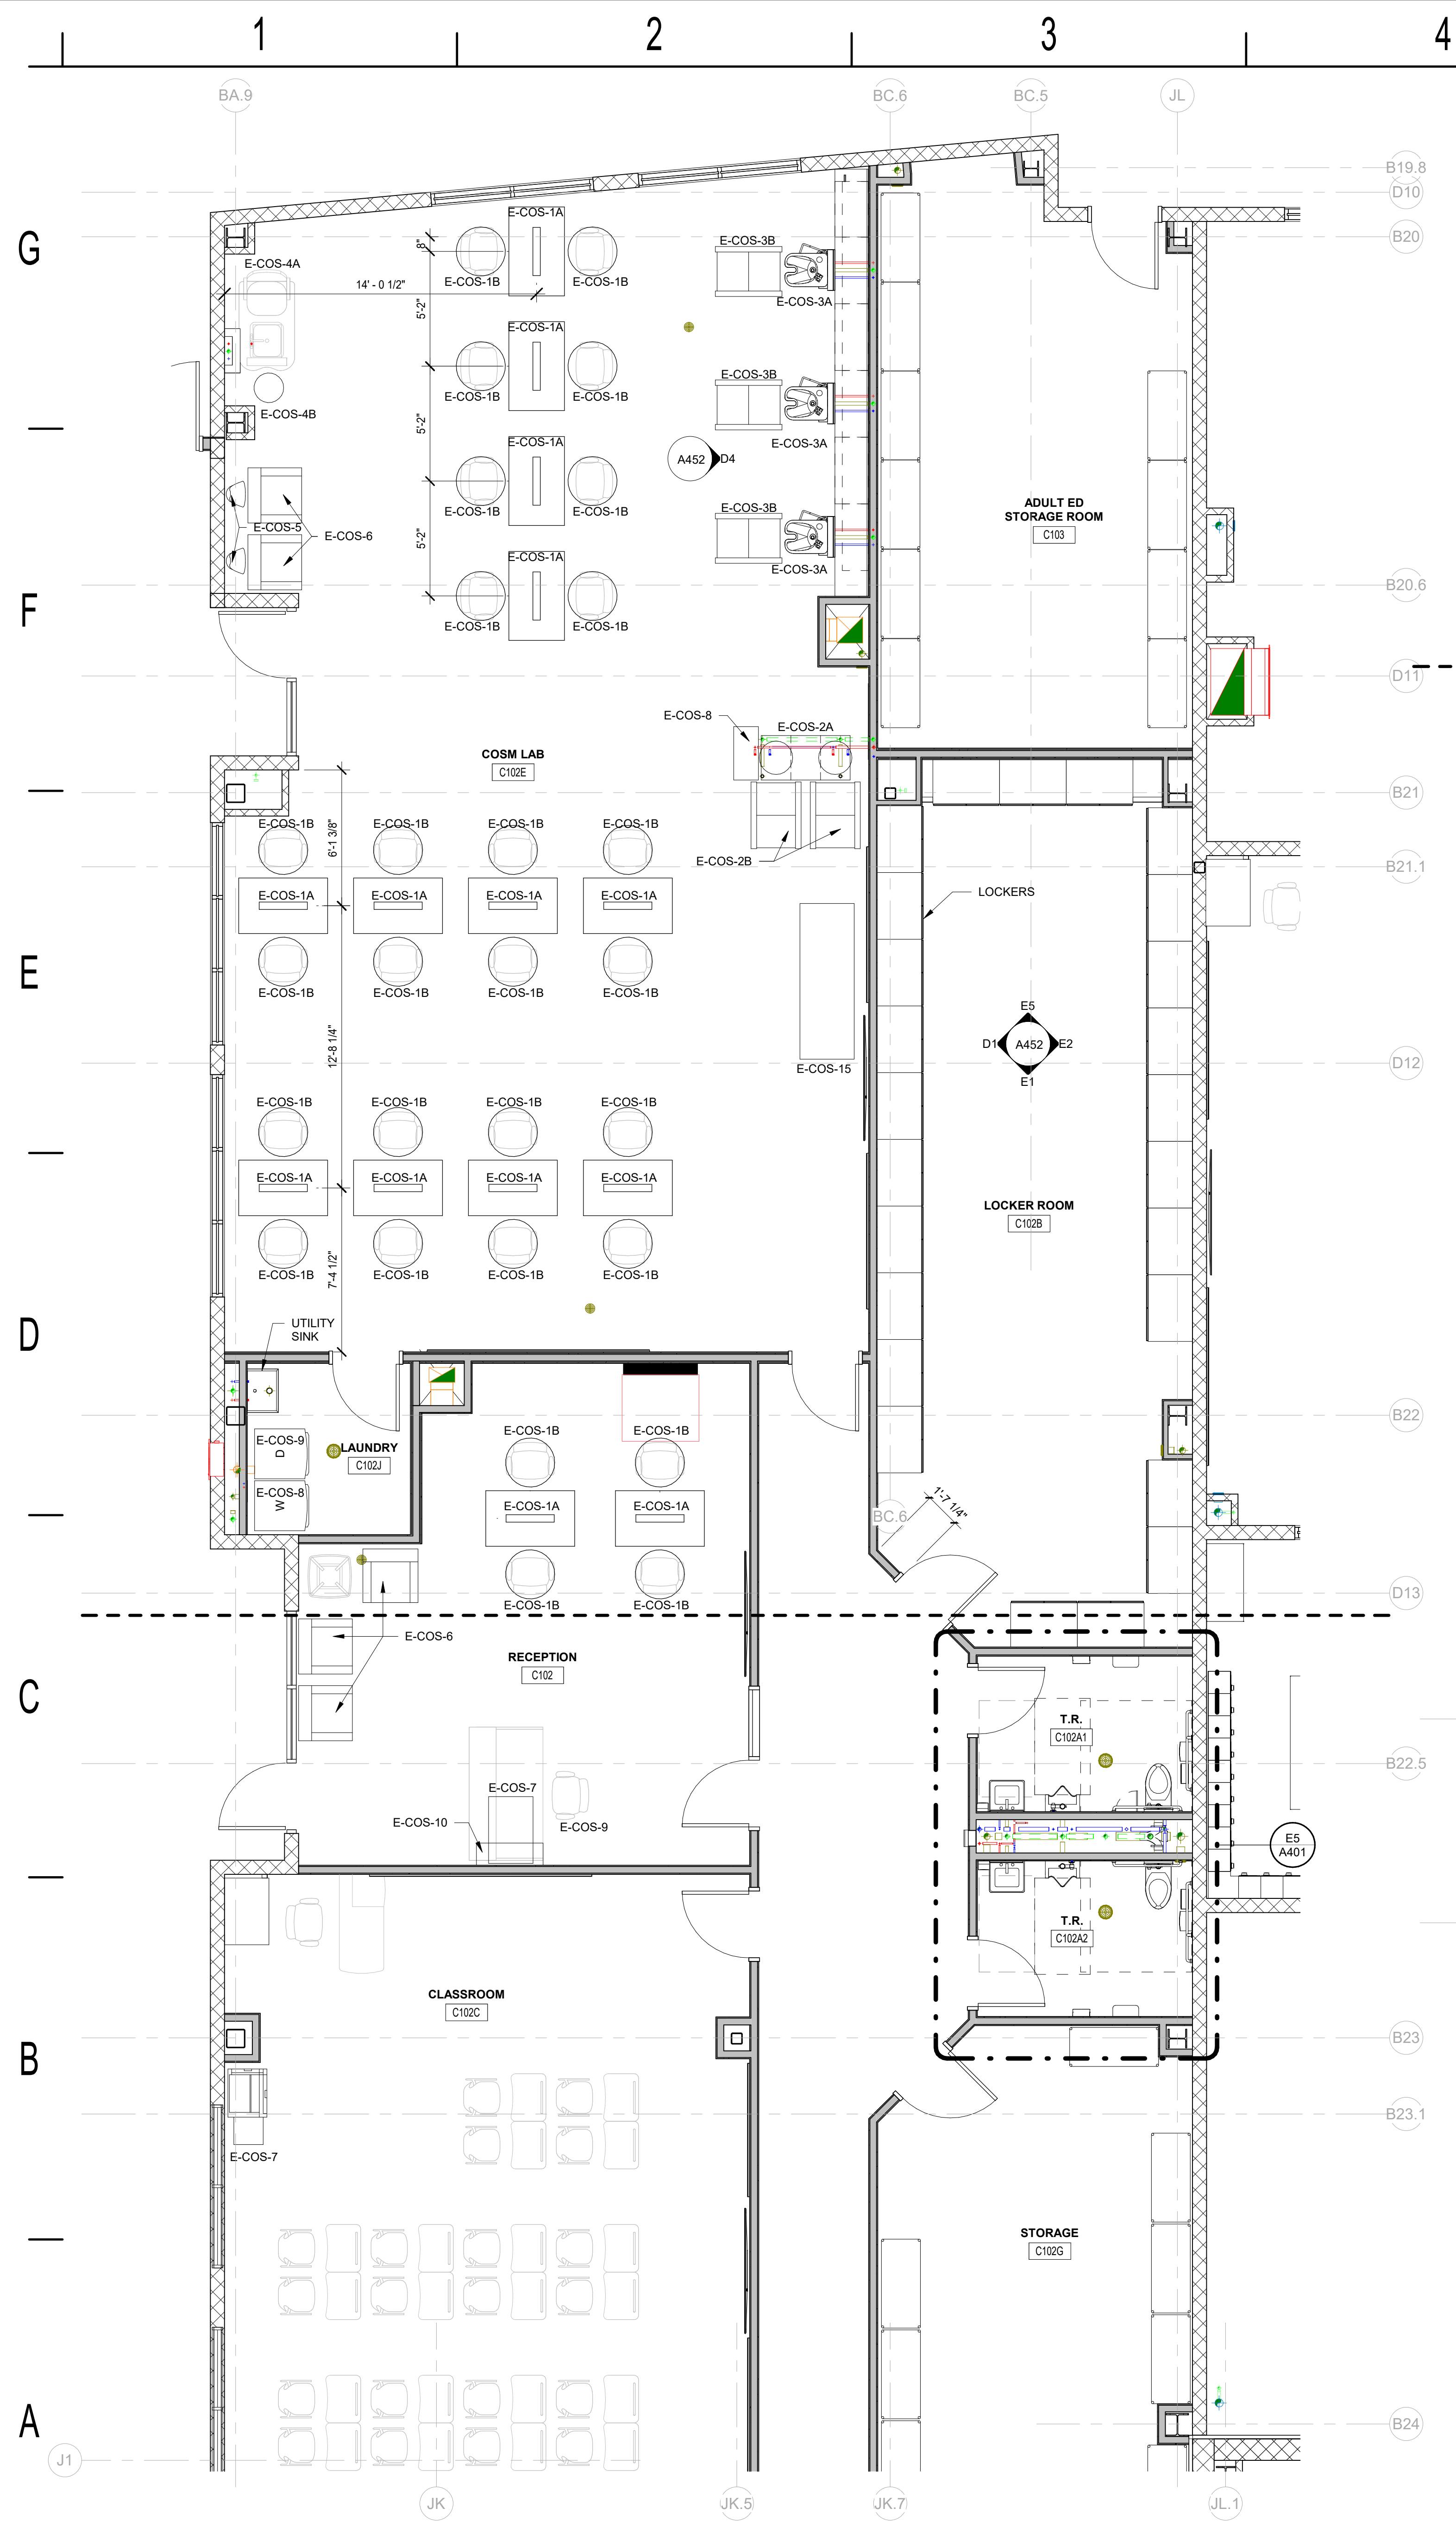 1
2
3
4
BA.9
BC.6
BC.5
JL
B19.8
D10
B20
G
E-COS-1A
E-COS-4A
8"
E-COS-3B
E-COS-1B
E-COS-1B
14' - 0 1/2"
E-COS-3A
5'-2"
E-COS-1A
E-COS-3B
E-COS-1B
E-COS-1B
E-COS-4B
5'-2"
E-COS-1A
E-COS-3A
A452
D4
ADULT ED
STORAGE ROOM
C103
E-COS-3B
E-COS-1B
E-COS-1B
E-COS-5
E-COS-6
5'-2"
E-COS-1A
E-COS-3A
B20.6
F
E-COS-1B
E-COS-1B
D11
E-COS-8
E-COS-2A
COSM LAB
C102E
B21
E-COS-1B
E-COS-1B
E-COS-1B
E-COS-1B
6'-1 3/8"
E-COS-2B
B21.1
E-COS-1A
E-COS-1A
E-COS-1A
E-COS-1A
LOCKERS
E
E-COS-1B
E-COS-1B
E-COS-1B
E-COS-1B
E5
D1
A452
E2
E1
12'-8 1/4"
E-COS-15
D12
E-COS-1B
E-COS-1B
E-COS-1B
E-COS-1B
E-COS-1A
E-COS-1A
E-COS-1A
E-COS-1A
LOCKER ROOM
C102B
E-COS-1B
E-COS-1B
E-COS-1B
E-COS-1B
7'-4 1/2"
D
UTILITY
SINK
B22
E-COS-1B
E-COS-1B
E-COS-9
D
LAUNDRY
C102J
E-COS-8
W
E-COS-1A
E-COS-1A
1'-7 1/4"
BC.6
D13
E-COS-1B
E-COS-1B
E-COS-6
RECEPTION
C102
C
T.R.
C102A1
B22.5
E-COS-7
E-COS-10
E-COS-9
E5
A401
T.R.
C102A2
CLASSROOM
C102C
B
B23
B23.1
E-COS-7
STORAGE
C102G
A
B24
J1
JK
JK.5
JK.7
JL.1